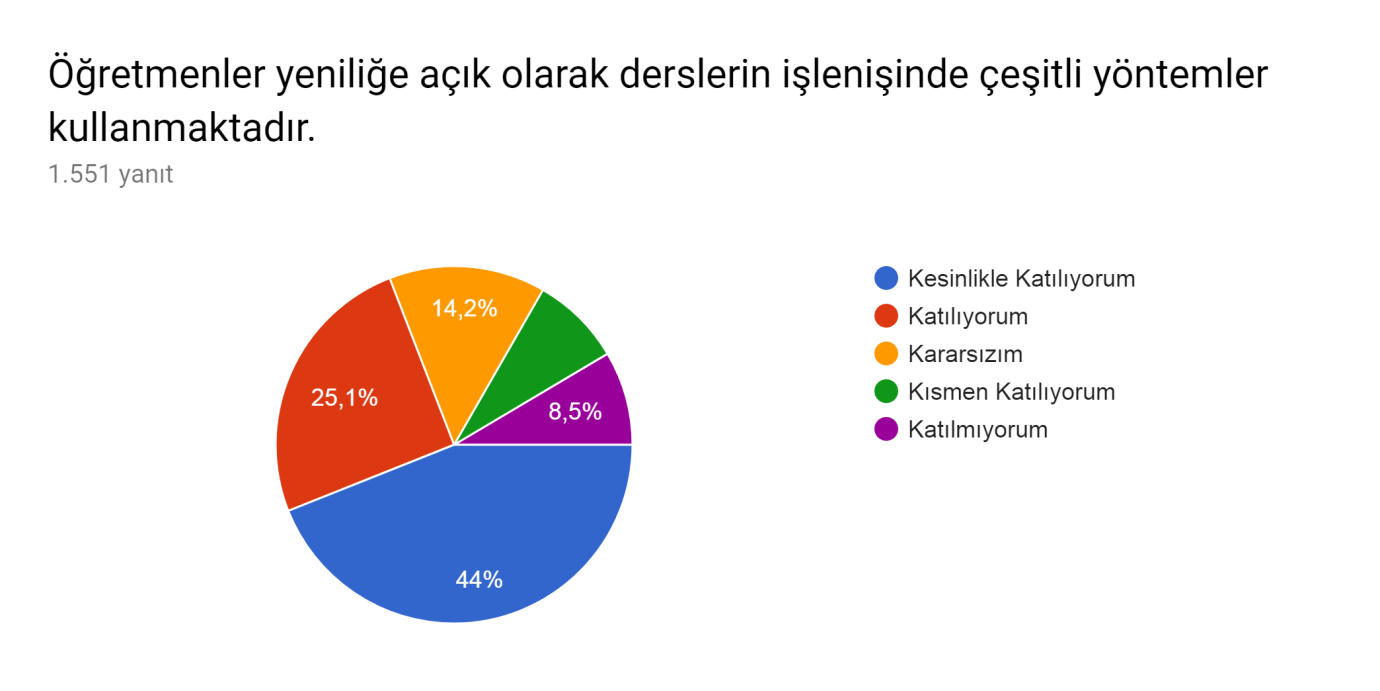 Öğretmenler yeniliğe açık olarak derslerin işlenişinde çeşitli yöntemler
kullanmaktadır.
1.551 yanıt
14,2%
25,1%
8,5%
44%
Kesinlikle Katılıyorum
Katılıyorum
Kararsızım
Kısmen Katılıyorum
Katılmıyorum